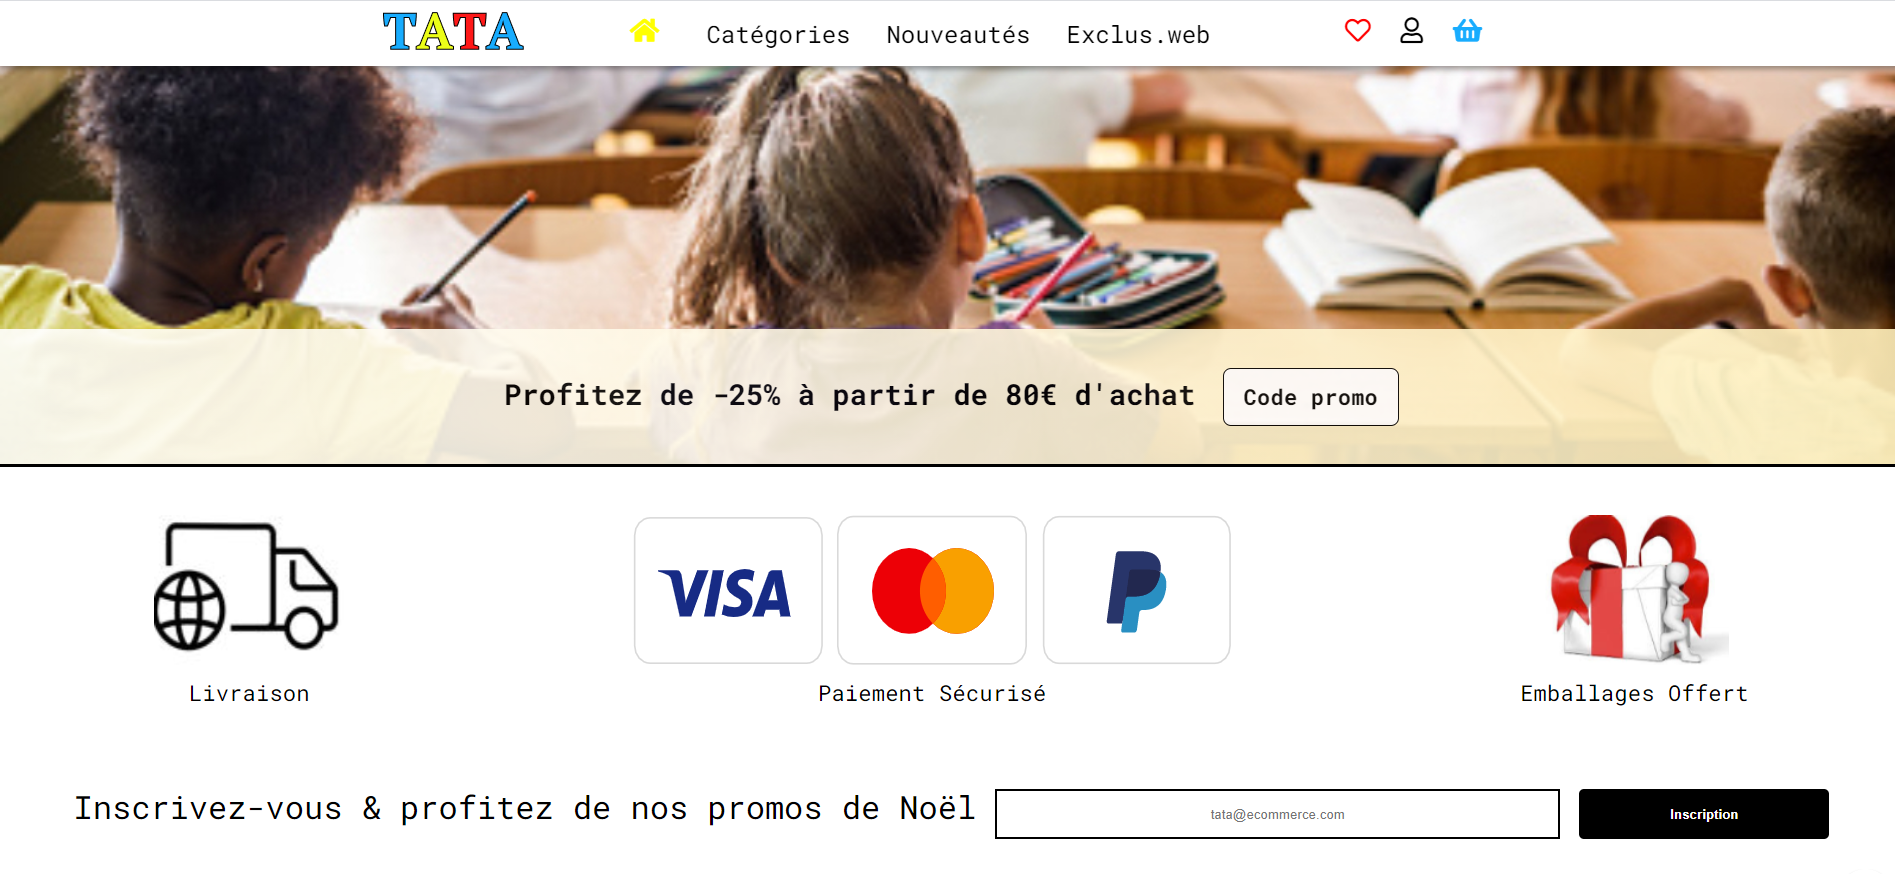 TATA
Catégories Nouveautés Exclus.web
Profitez de -25% à partir de 80€ d'achat Code promo
VISA
Livraison Paiement Sécurisé Emballages Offert
Inscrivez-vous & profitez de nos promos de Noël tata@ecommerce.com Inscription